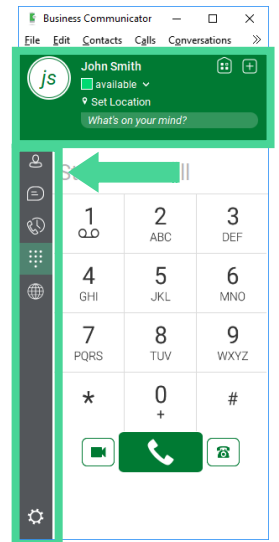 Business Communicator
File Edit Contacts Calls Conversations »
js
John Smith
available
Set Location
What's on your mind?
1 2 3
ABC DEF
4 5 6
GHI JKL MNO
7 8 9
PQRS TUV WXYZ
* 0 #
+